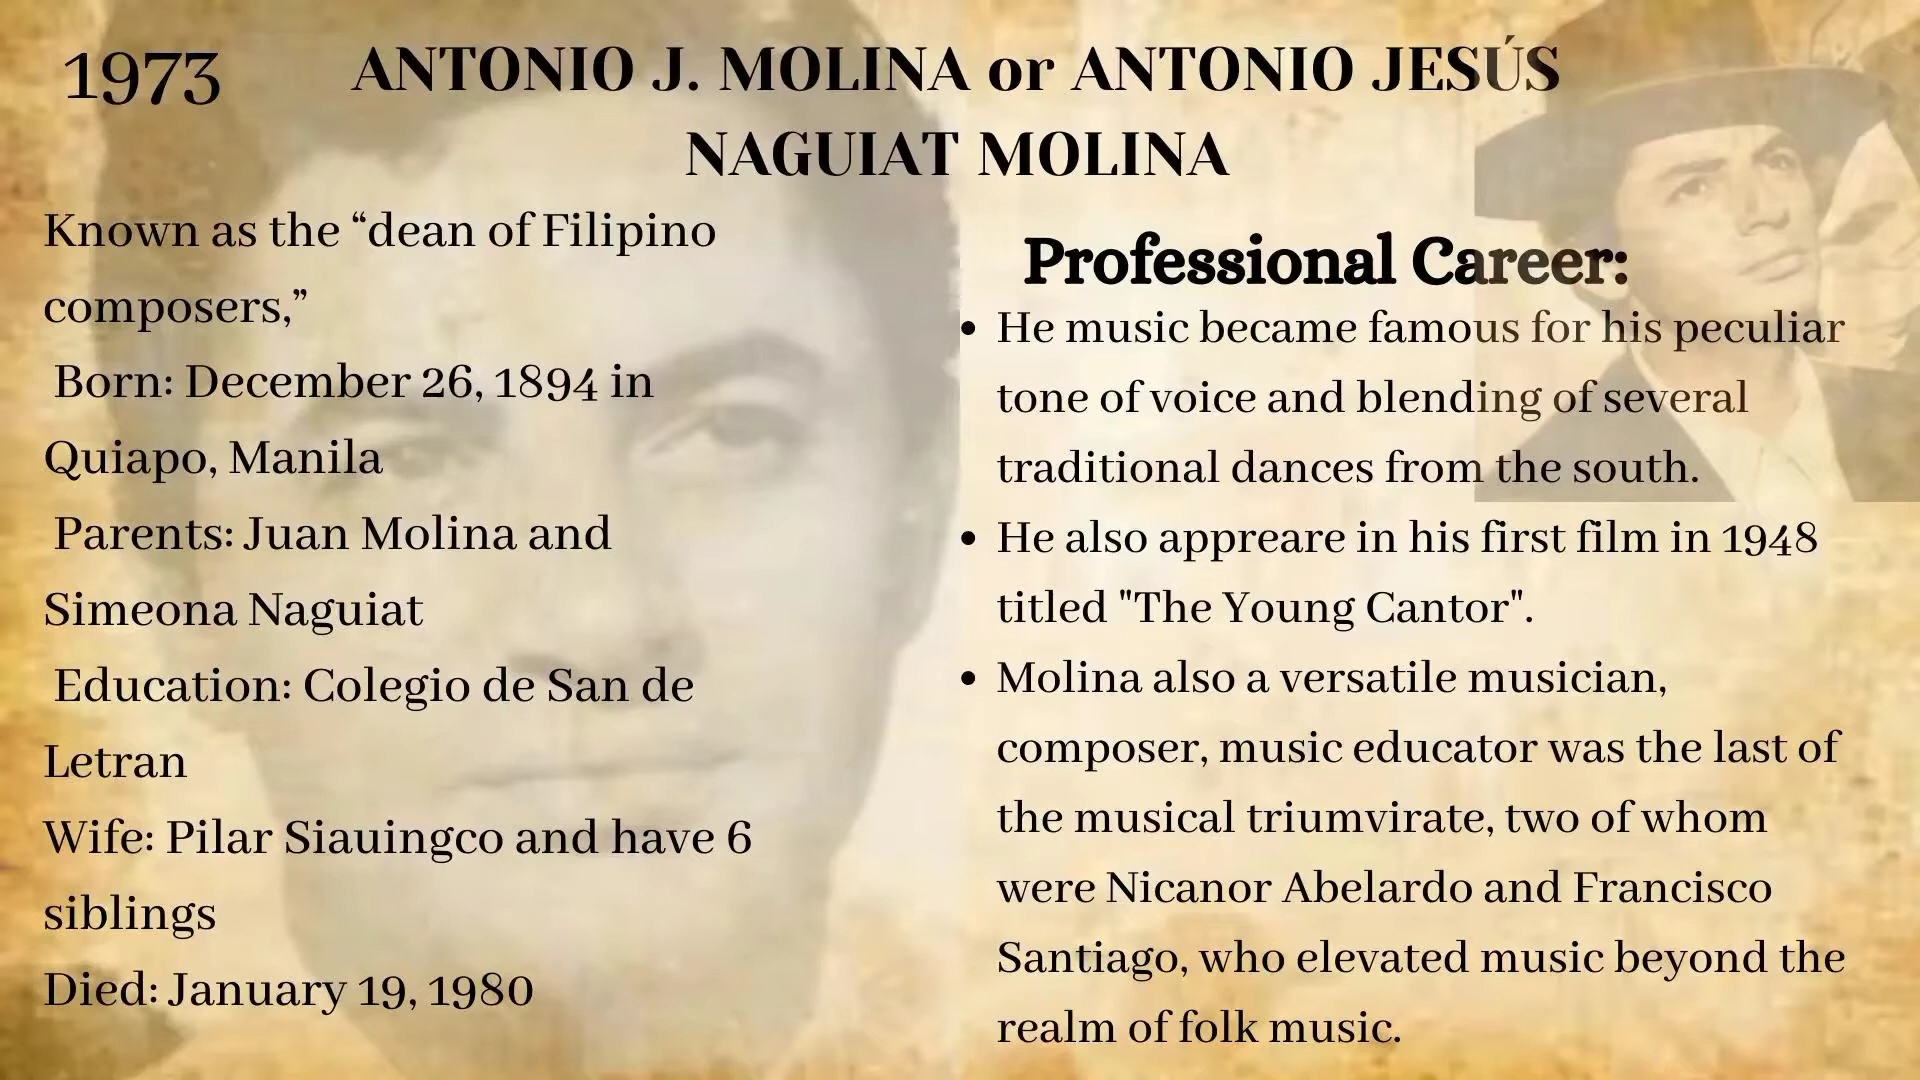 1973
ANTONIO J. MOLINA or ANTONIO JESÚS
NAGUIAT MOLINA
Known as the “dean of Filipino
composers,”
Born: December 26, 1894 in
Quiapo, Manila
Parents: Juan Molina and
Simeona Naguiat
Education: Colegio de San de
Letran
Wife: Pilar Siauingco and have 6
siblings
Died: January 19, 1980
Professional Career:
• He music became famous for his peculiar
tone of voice and blending of several
traditional dances from the south.
• He also appreare in his first film in 1948
titled "The Young Cantor".
• Molina also a versatile musician,
composer, music educator was the last of
the musical triumvirate, two of whom
were Nicanor Abelardo and Francisco
Santiago, who elevated music beyond the
realm of folk music.